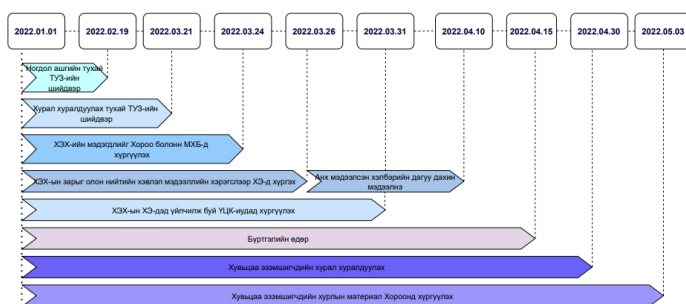 2022.01.01 2022.02.19 2022.03.21 2022.03.24 2022.03.26 2022.03.31 2022.04.10 2022.04.15 2022.04.30 2022.05.03
Ногдол ашгийн тухай
ТУЗ-ийн
шийдвэр
Хурал хуралдуулах тухай ТУЗ-ийн
шийдвэр
ХЭХ-ийн мэдэгдлийг Хороо болонн МХБ-д
хүргүүлэх
ХЭХ-ын зарыг олон нийтийн хэвлэл мэдээллийн хэрэгслээр ХЭ-д хүргэх
Анх мэдээлсэн хэлбэрийн дагуу дахин
мэдээлнэ
ХЭХ-ын ХЭ-дэд үйлчилж буй ҮЦК-иудад хүргүүлэх
Бүртгэлийн өдөр
Хувьцаа эзэмшигчдийн хурал хуралдуулах
Хувьцаа эзэмшигчдийн хурлын материал Хороонд хүргүүлэх